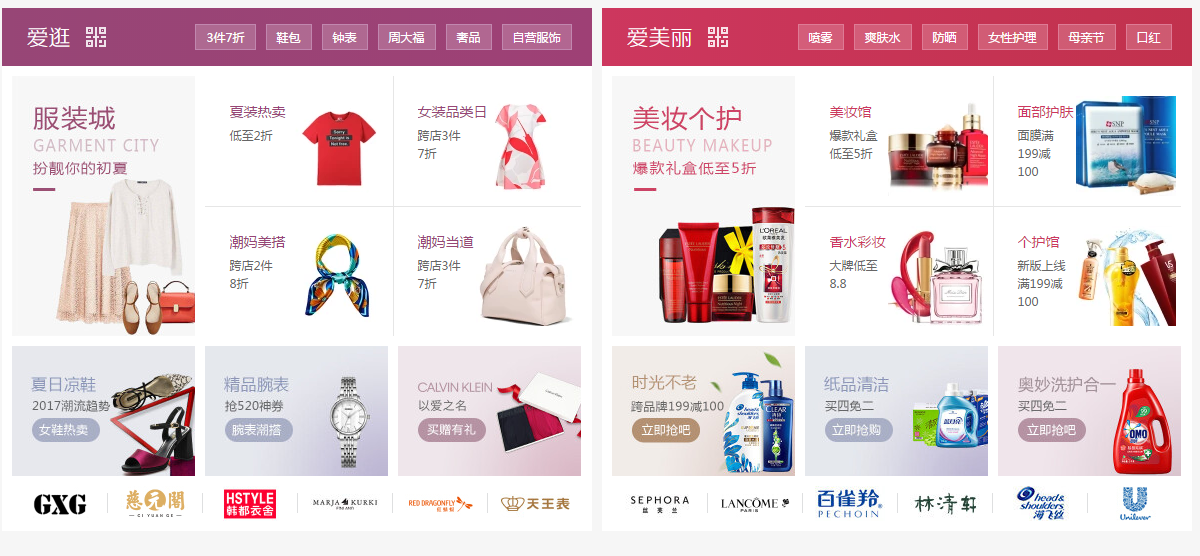 爱逛
3件7折
鞋包
钟表
周大福
奢品
自营服饰
服装城
GARMENT CITY
扮靓你的初夏
夏装热卖
低至2折
Sorry
Tonight is
Not free.
女装品类日
跨店3件
7折
潮妈美搭
跨店2件
8折
潮妈当道
跨店3件
7折
夏日凉鞋
2017潮流趋势
女鞋热卖
精品腕表
抢520神券
腕表潮搭
CALVIN KLEIN
以爱之名
买赠有礼
GXG
慈元阁
CI YUAN GE
HSTYLE
韩都衣舍
MARJA KURKI
FINLAND
RED DRAGONFLY
红蜻蜓
天王表
爱美丽
喷雾
爽肤水
防晒
女性护理
母亲节
口红
美妆个护
BEAUTY MAKEUP
爆款礼盒低至5折
L'OREAL
美妆馆
爆款礼盒
低至5折
面部护肤
面膜满
199减
100
SNP
香水彩妆
大牌低至
8.8
个护馆
新版上线
满199减
100
VS
时光不老
跨品牌199减100
立即抢吧
head&
shoulders
CLEAR
纸品清洁
买四免二
立即抢购
奥妙洗护合一
买四免二
立即抢吧
OMO
SEPHORA
丝芙兰
LANCÔME
PARIS
百雀羚
PECHOIN
林清轩
head&
shoulders
海飞丝
Unilever